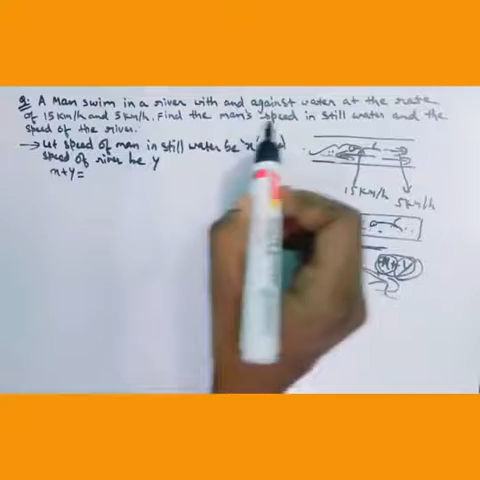 Q. A Man swim in a river with and against water at the rate
of 15 Km/h and 5 km/h. Find the man's speed in still water and the
speed of the river.
→ Let speed of man in still water be 'x'
speed of river be y
x+y=
15 km/h
5 km/h
x+y